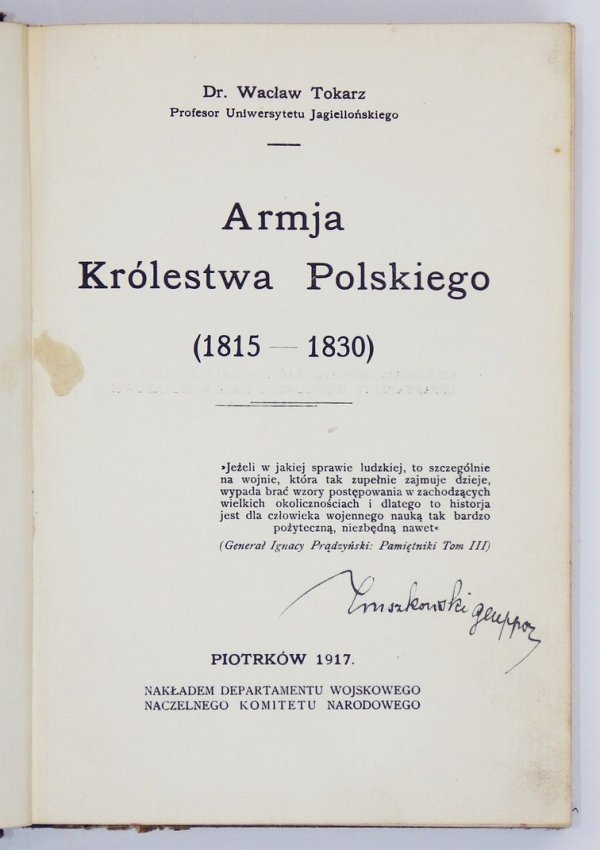 Dr. Wacław Tokarz
Profesor Uniwersytetu Jagiellońskiego
Armja
Królestwa Polskiego
(1815 — 1830)
»Jeżeli w jakiej sprawie ludzkiej, to szczególnie
na wojnie, która tak zupełnie zajmuje dzieje,
wypada brać wzory postępowania w zachodzących
wielkich okolicznościach i dlatego to historja
jest dla człowieka wojennego nauką tak bardzo
pożyteczną, niezbędną nawet«
(Generał Ignacy Prądzyński: Pamiętniki Tom III)
PIOTRKÓW 1917.
NAKŁADEM DEPARTAMENTU WOJSKOWEGO
NACZELNEGO KOMITETU NARODOWEGO